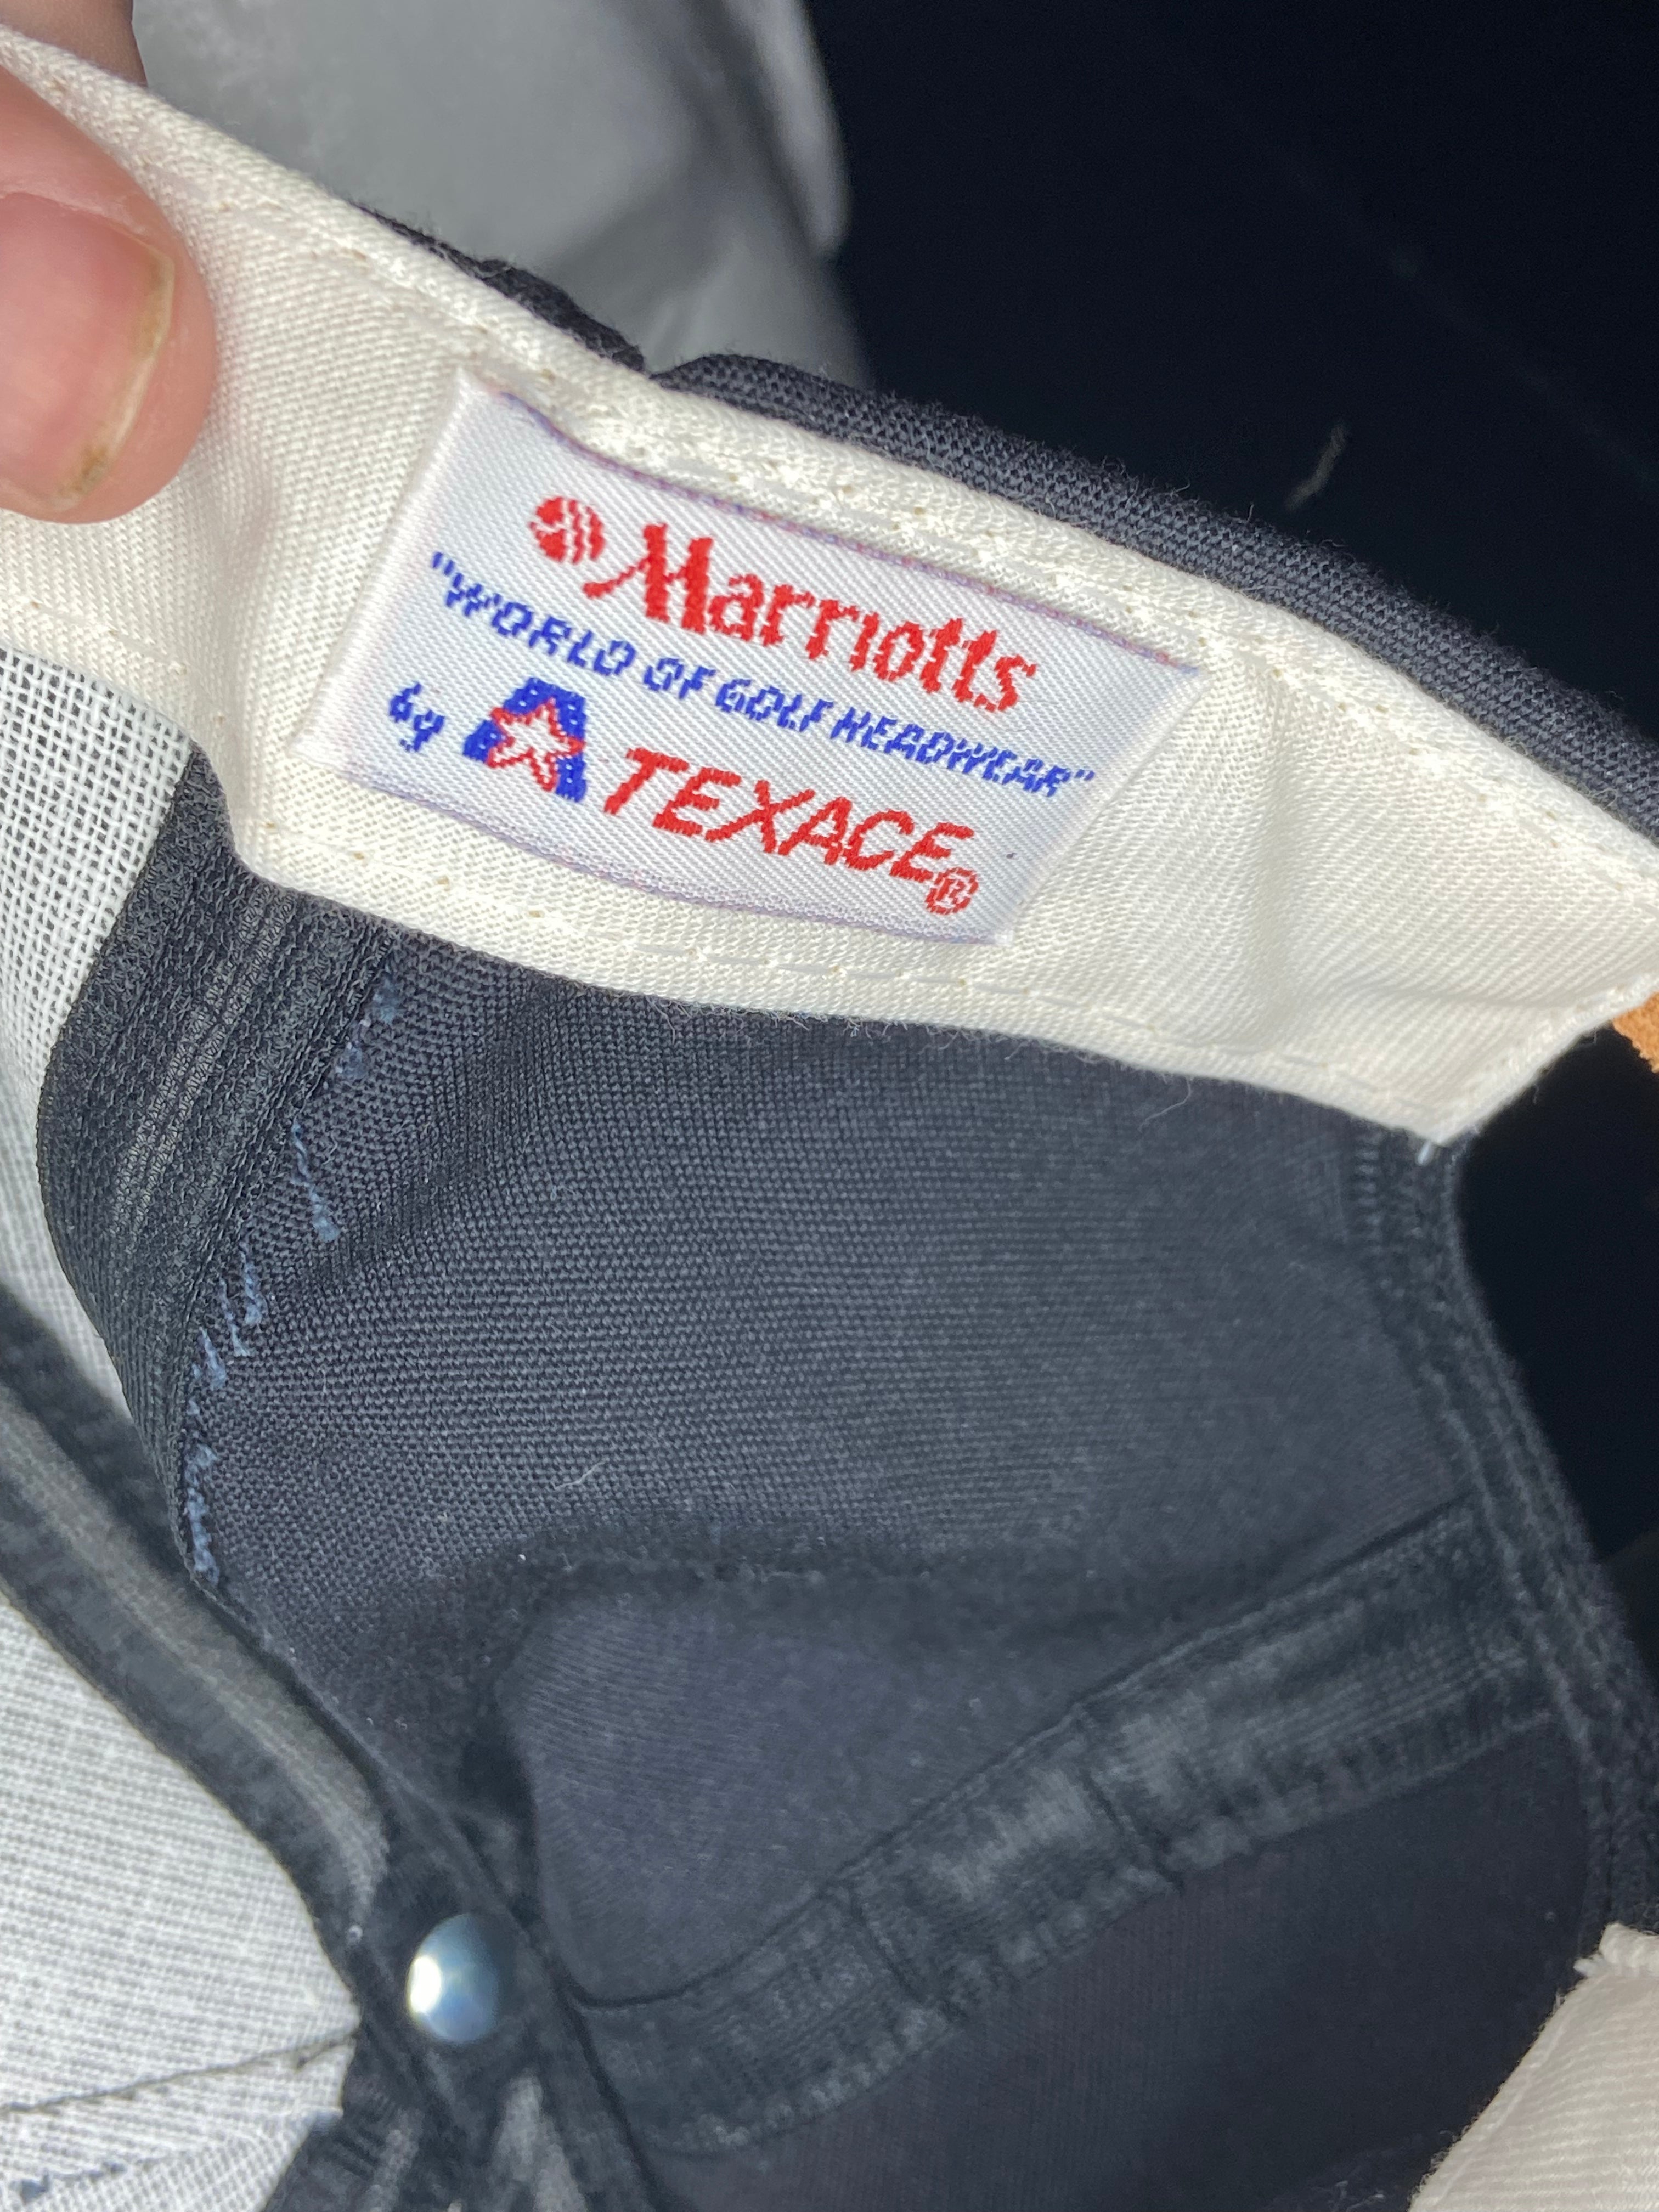 Marriotts
"WORLD OF GOLF HEADWEAR"
by A TEXACE®